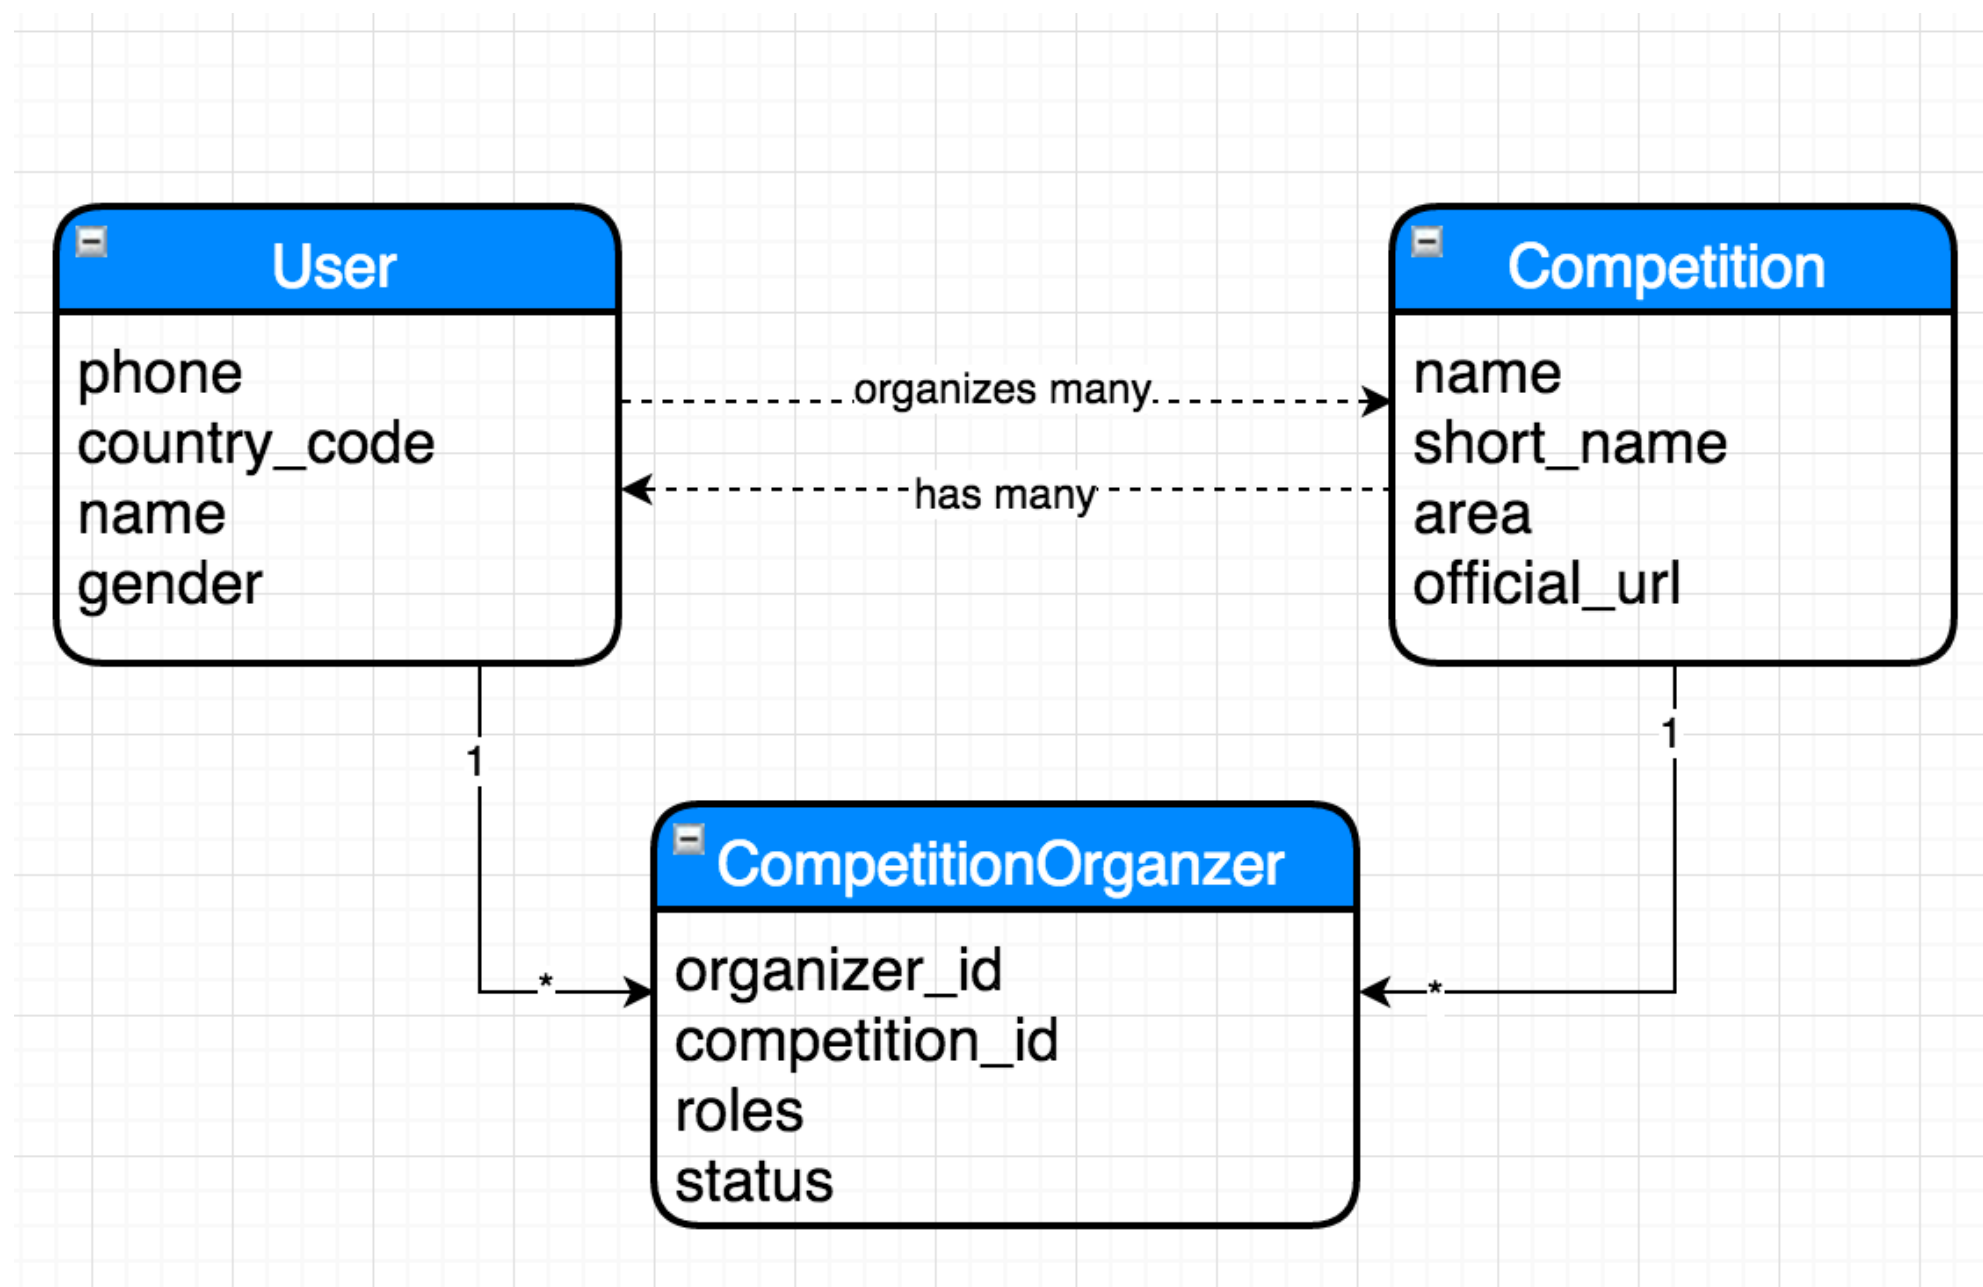 User
phone
country_code
name
gender
organizes many
has many
Competition
name
short_name
area
official_url
1
*
1
*
CompetitionOrganzer
organizer_id
competition_id
roles
status